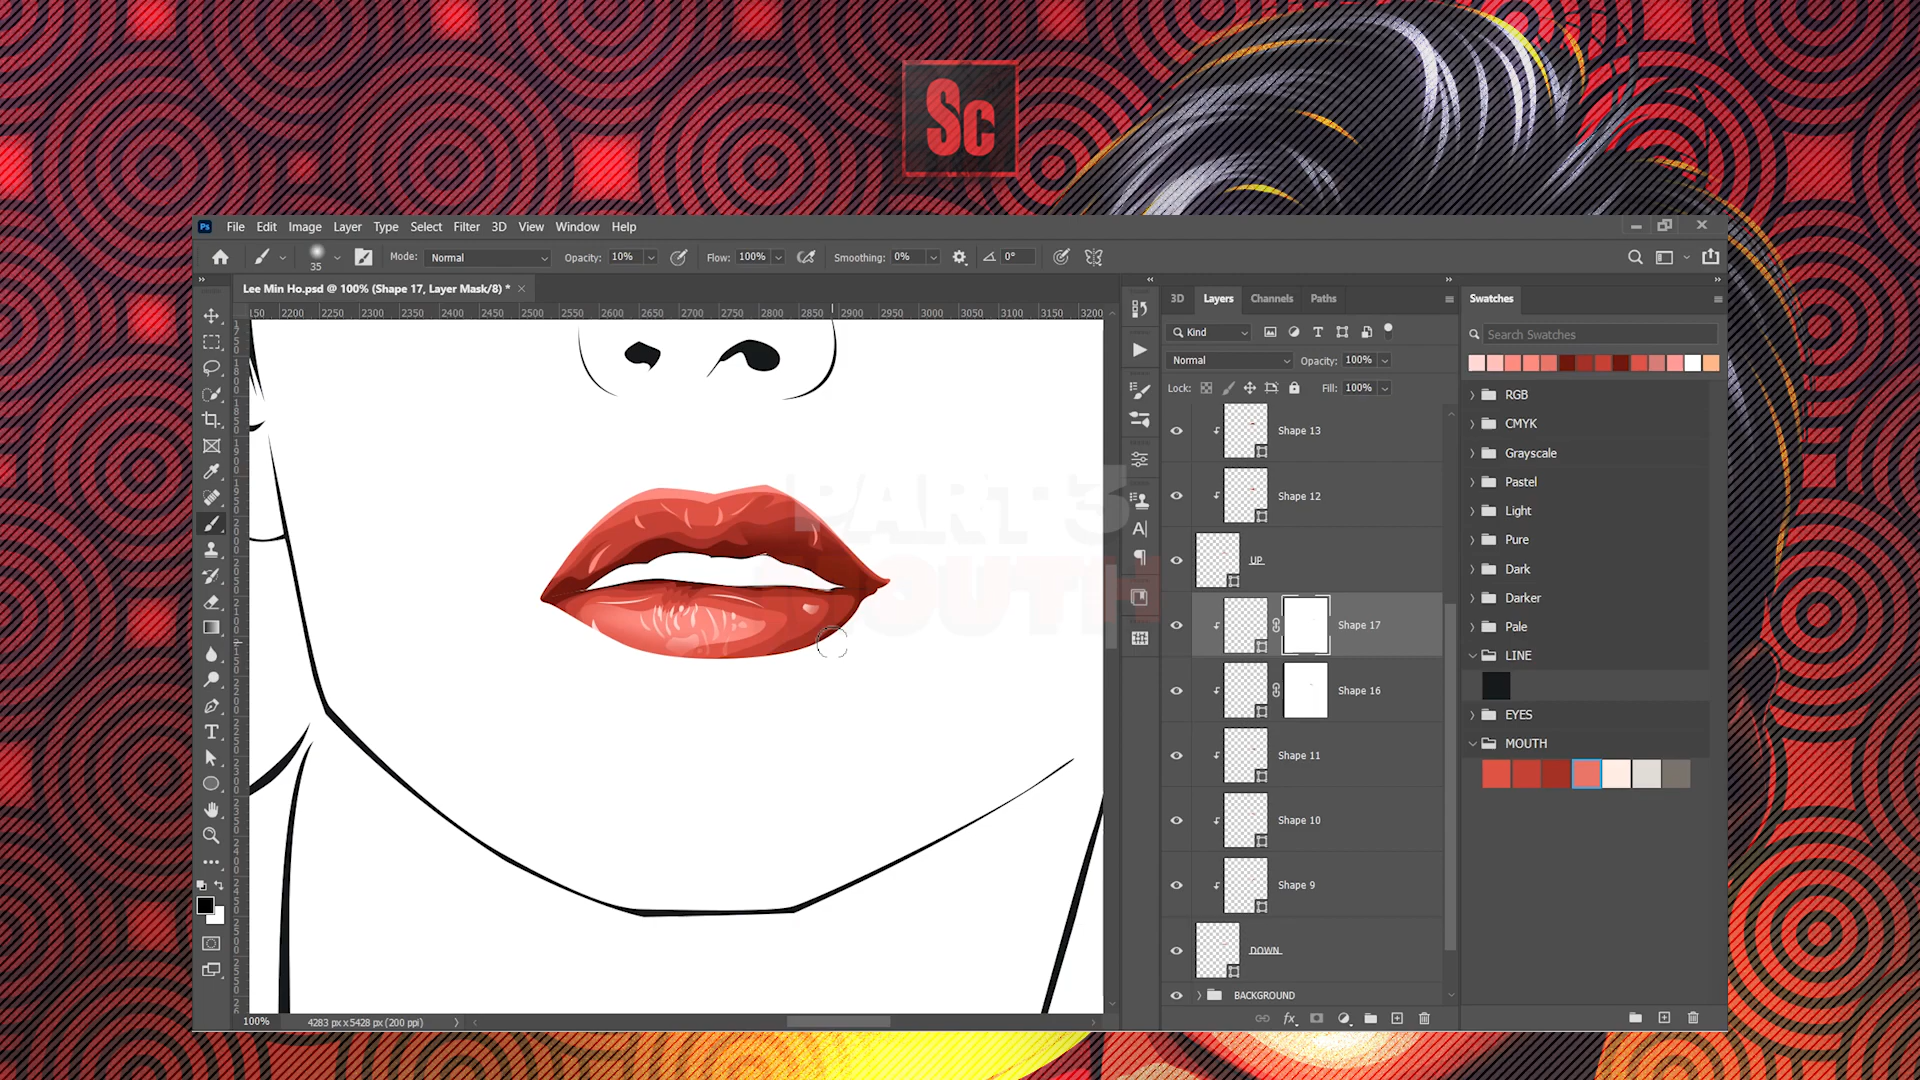 Sc
Ps File Edit Image Layer Type Select Filter 3D View Window Help
35 Mode: Normal Opacity: 10% Flow: 100% Smoothing: 0% 0°
Lee Min Ho.psd @ 100% (Shape 17, Layer Mask/8) * ×
150 2200 2250 2300 2350 2400 2450 2500 2550 2600 2650 2700 2750 2800 2850 2900 2950 3000 3050 3100 3150 3200
3D Layers Channels Paths
Kind
Normal Opacity: 100%
Lock: Fill: 100%
Shape 13
Shape 12
UP
Shape 17
Shape 16
Shape 11
Shape 10
Shape 9
DOWN
BACKGROUND
Swatches
Search Swatches
RGB
CMYK
Grayscale
Pastel
Light
Pure
Dark
Darker
Pale
LINE
EYES
MOUTH
PART 3
MOUTH
100% 4283 px x 5428 px (200 ppi)